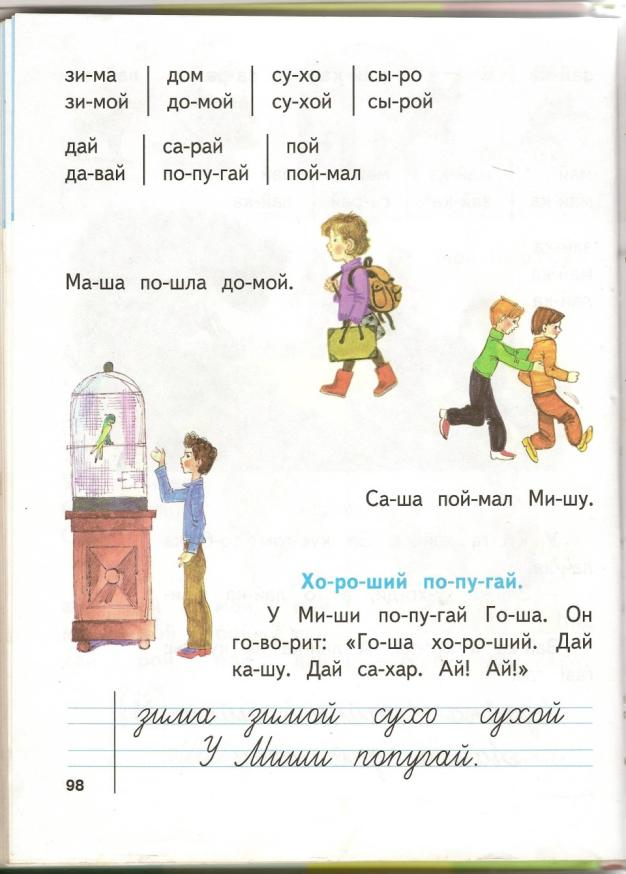 зи-ма | дом | су-хо | сы-ро
зи-мой | до-мой | су-хой | сы-рой
дай | са-рай | пой
да-вай | по-пу-гай | пой-мал
Ма-ша по-шла до-мой.
Са-ша пой-мал Ми-шу.
Хо-ро-ший по-пу-гай.
У Ми-ши по-пу-гай Го-ша. Он
го-во-рит: «Го-ша хо-ро-ший. Дай
ка-шу. Дай са-хар. Ай! Ай!»
зима зимой сухо сухой
У Миши попугай.
98